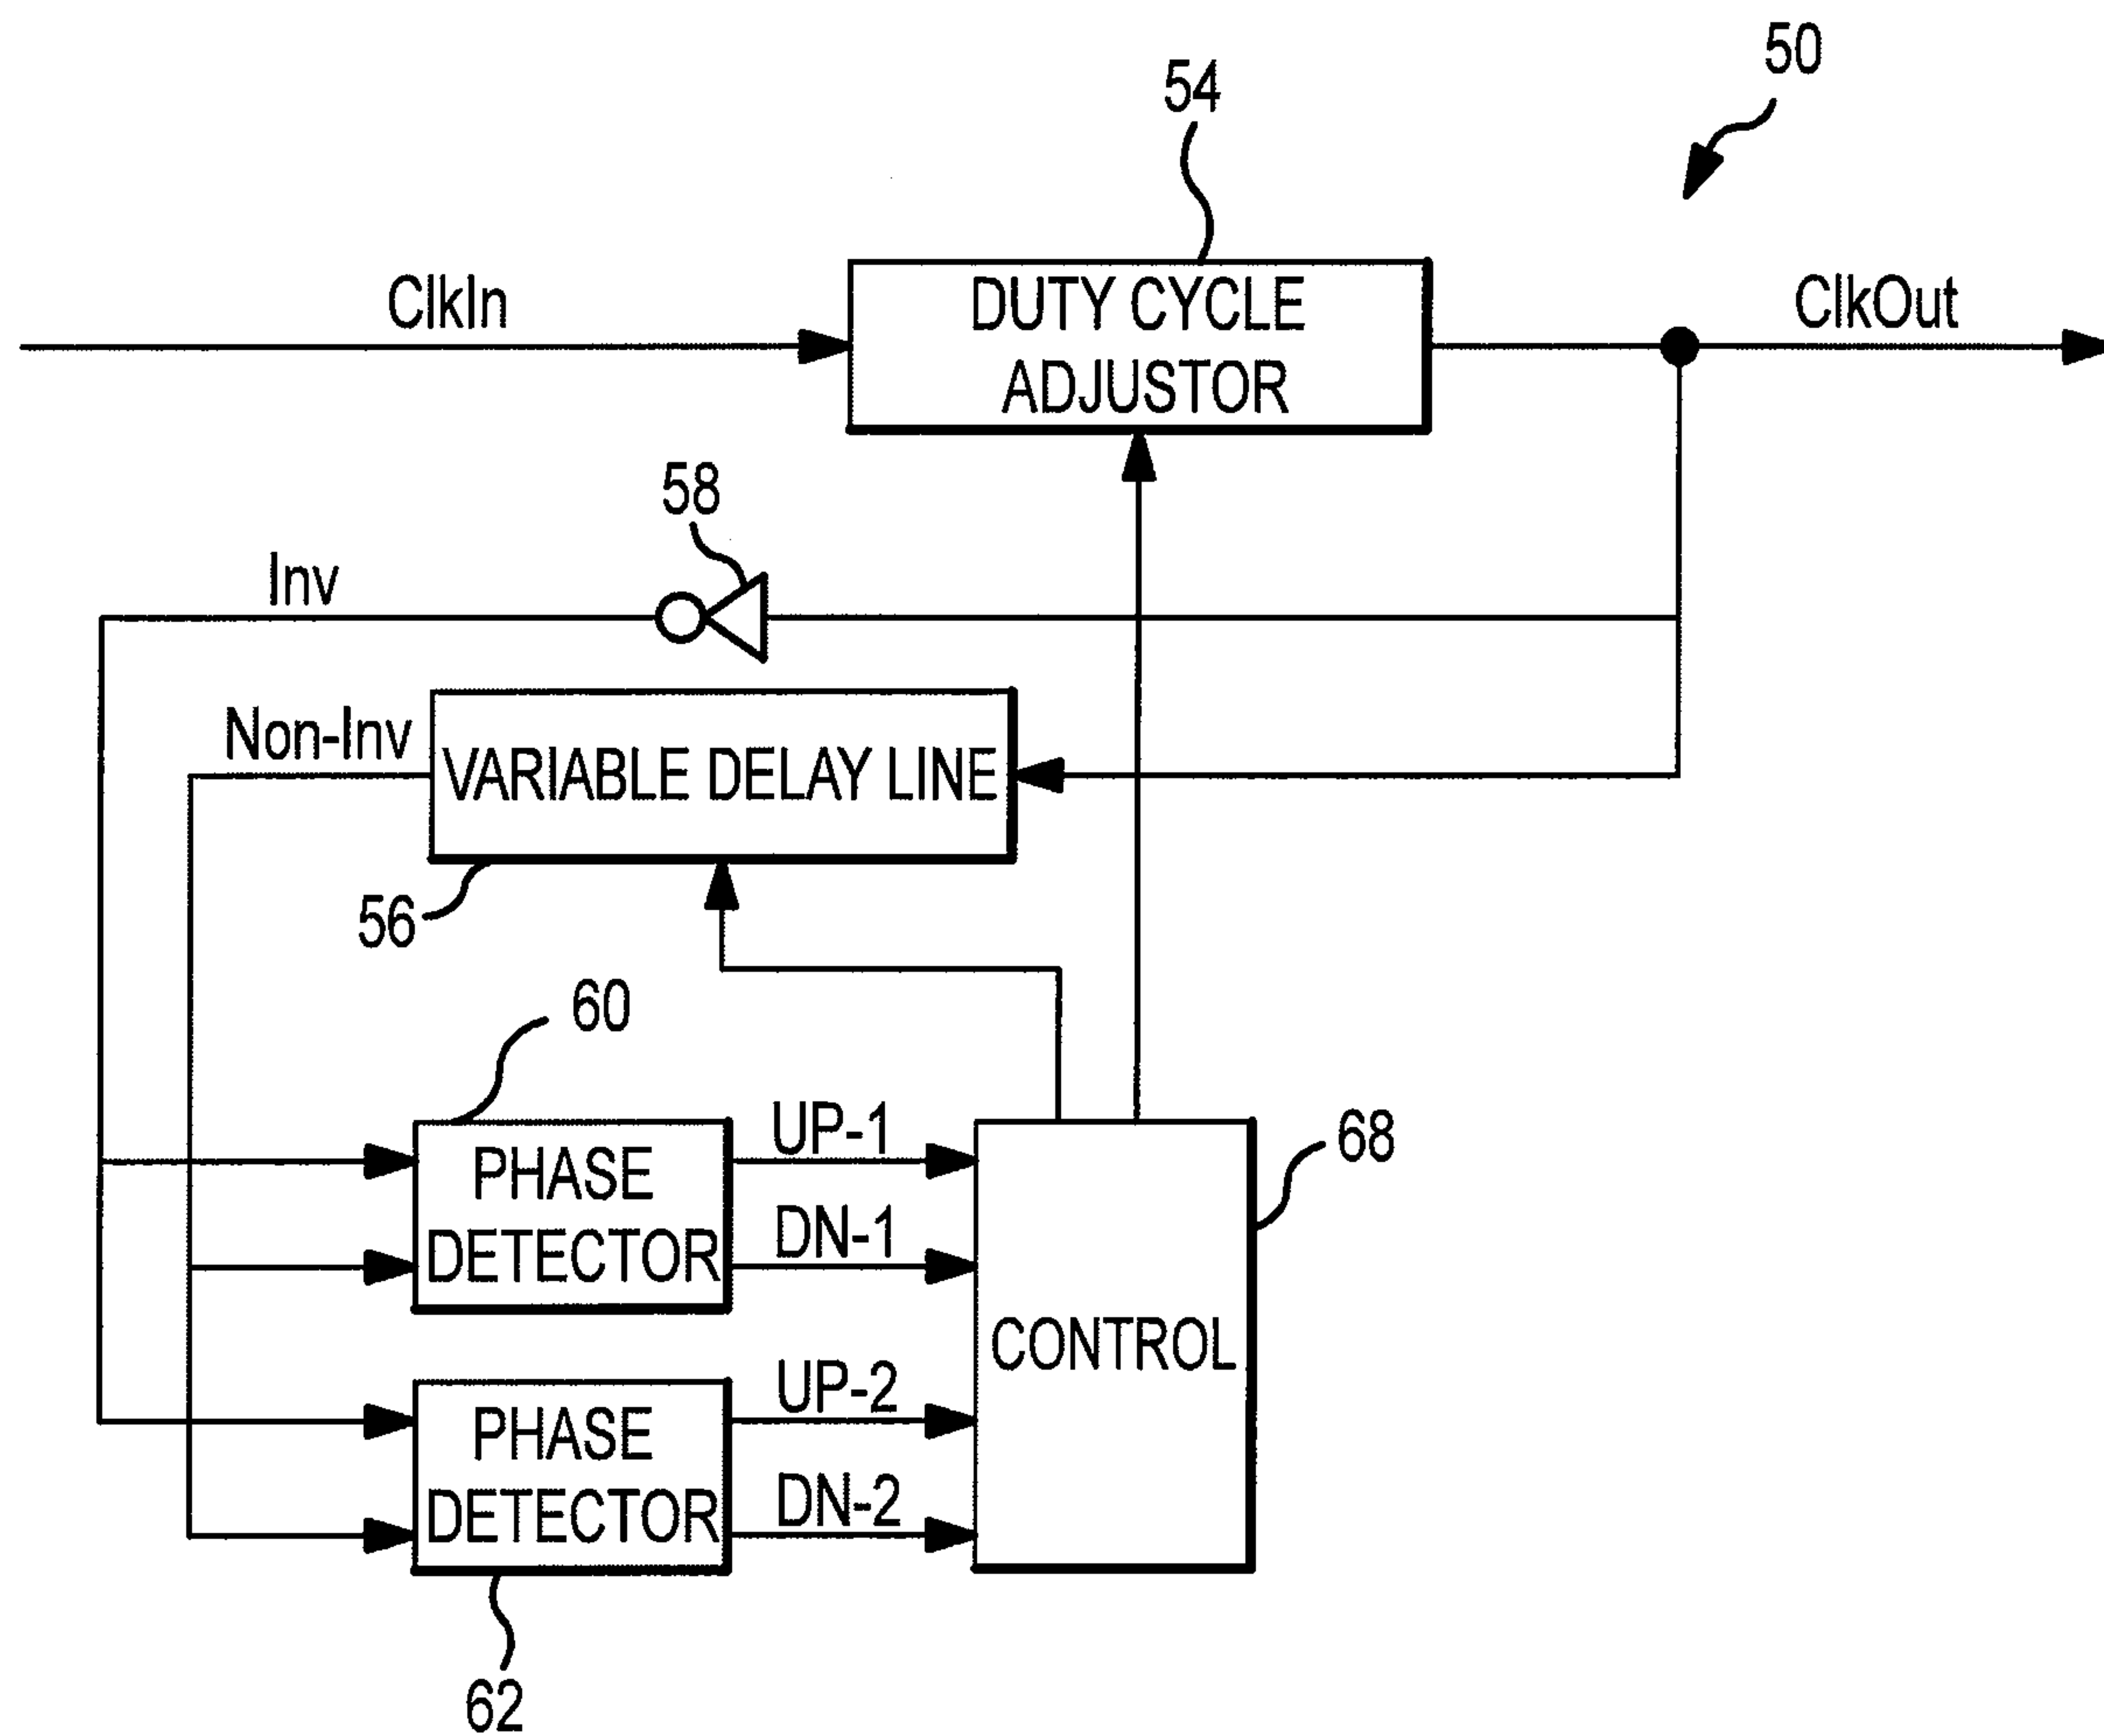 50
54
ClkIn
DUTY CYCLE
ADJUSTOR
ClkOut
58
Inv
Non-Inv
VARIABLE DELAY LINE
56
60
PHASE
DETECTOR
UP-1
DN-1
68
CONTROL
PHASE
DETECTOR
UP-2
DN-2
62